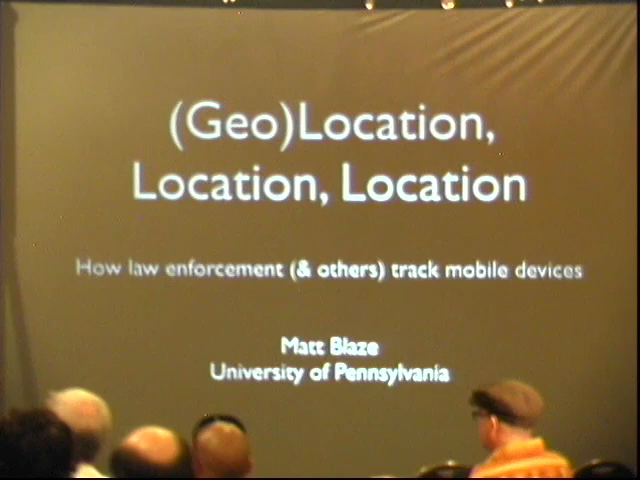 (Geo)Location,
Location, Location
How law enforcement (& others) track mobile devices
Matt Blaze
University of Pennsylvania